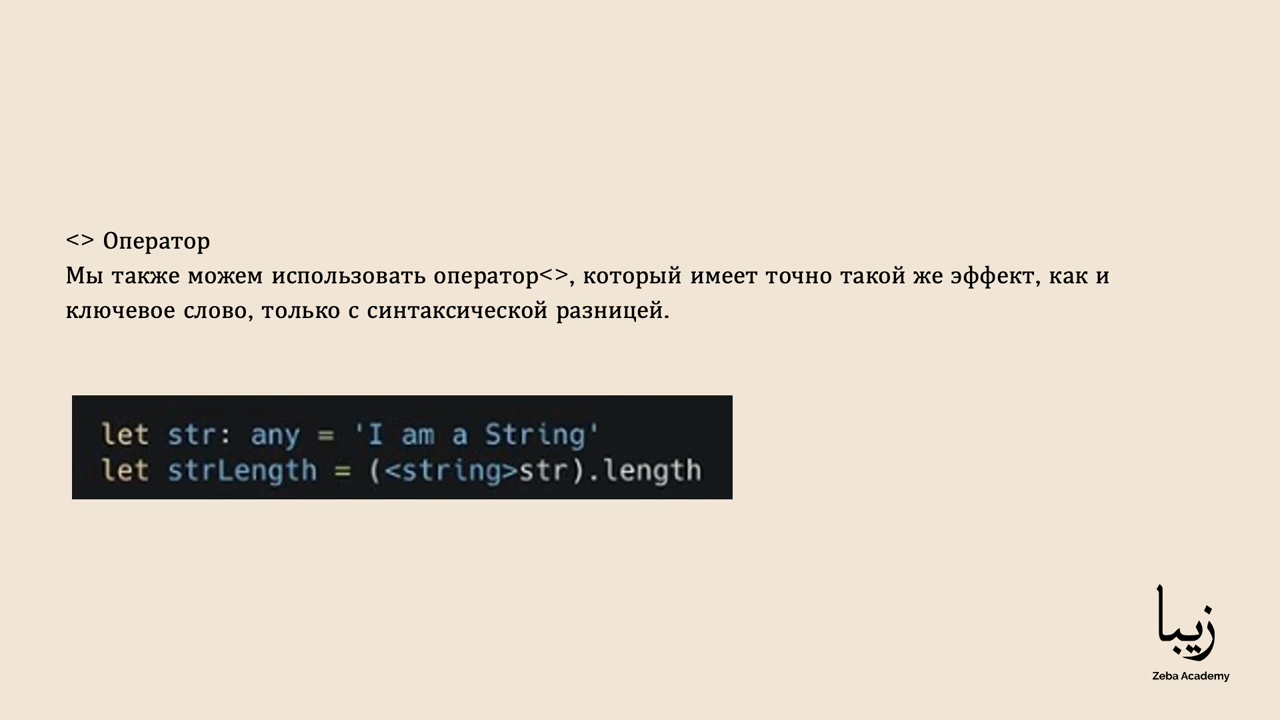 <> Оператор
Мы также можем использовать оператор<>, который имеет точно такой же эффект, как и
ключевое слово, только с синтаксической разницей.
let str: any = 'I am a String'
let strLength = (<string>str).length
زیبا
Zeba Academy